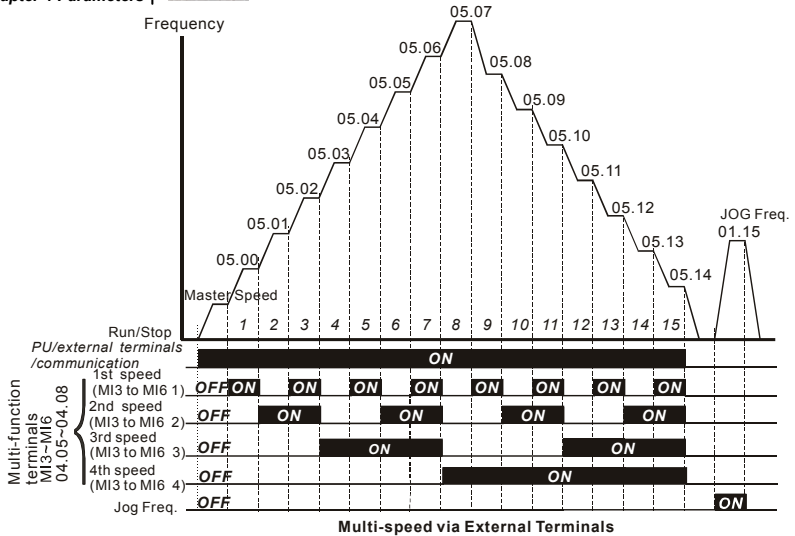 Chapter 4 Parameters |
Frequency
05.07
05.06
05.08
05.05
05.09
05.04
05.10
05.03
05.11
05.02
05.12
JOG Freq.
01.15
05.01
05.13
05.00
05.14
Master Speed
1 2 3 4 5 6 7 8 9 10 11 12 13 14 15
Run/Stop
PU/external terminals
/communication
ON
Multi-function
terminals
MI3~MI6
04.05~04.08
1st speed
(MI3 to MI6 1)
OFF ON ON ON ON ON ON ON ON
2nd speed
(MI3 to MI6 2)
OFF ON ON ON ON
3rd speed
(MI3 to MI6 3)
OFF ON ON
4th speed
(MI3 to MI6 4)
OFF ON
Jog Freq. OFF ON
Multi-speed via External Terminals